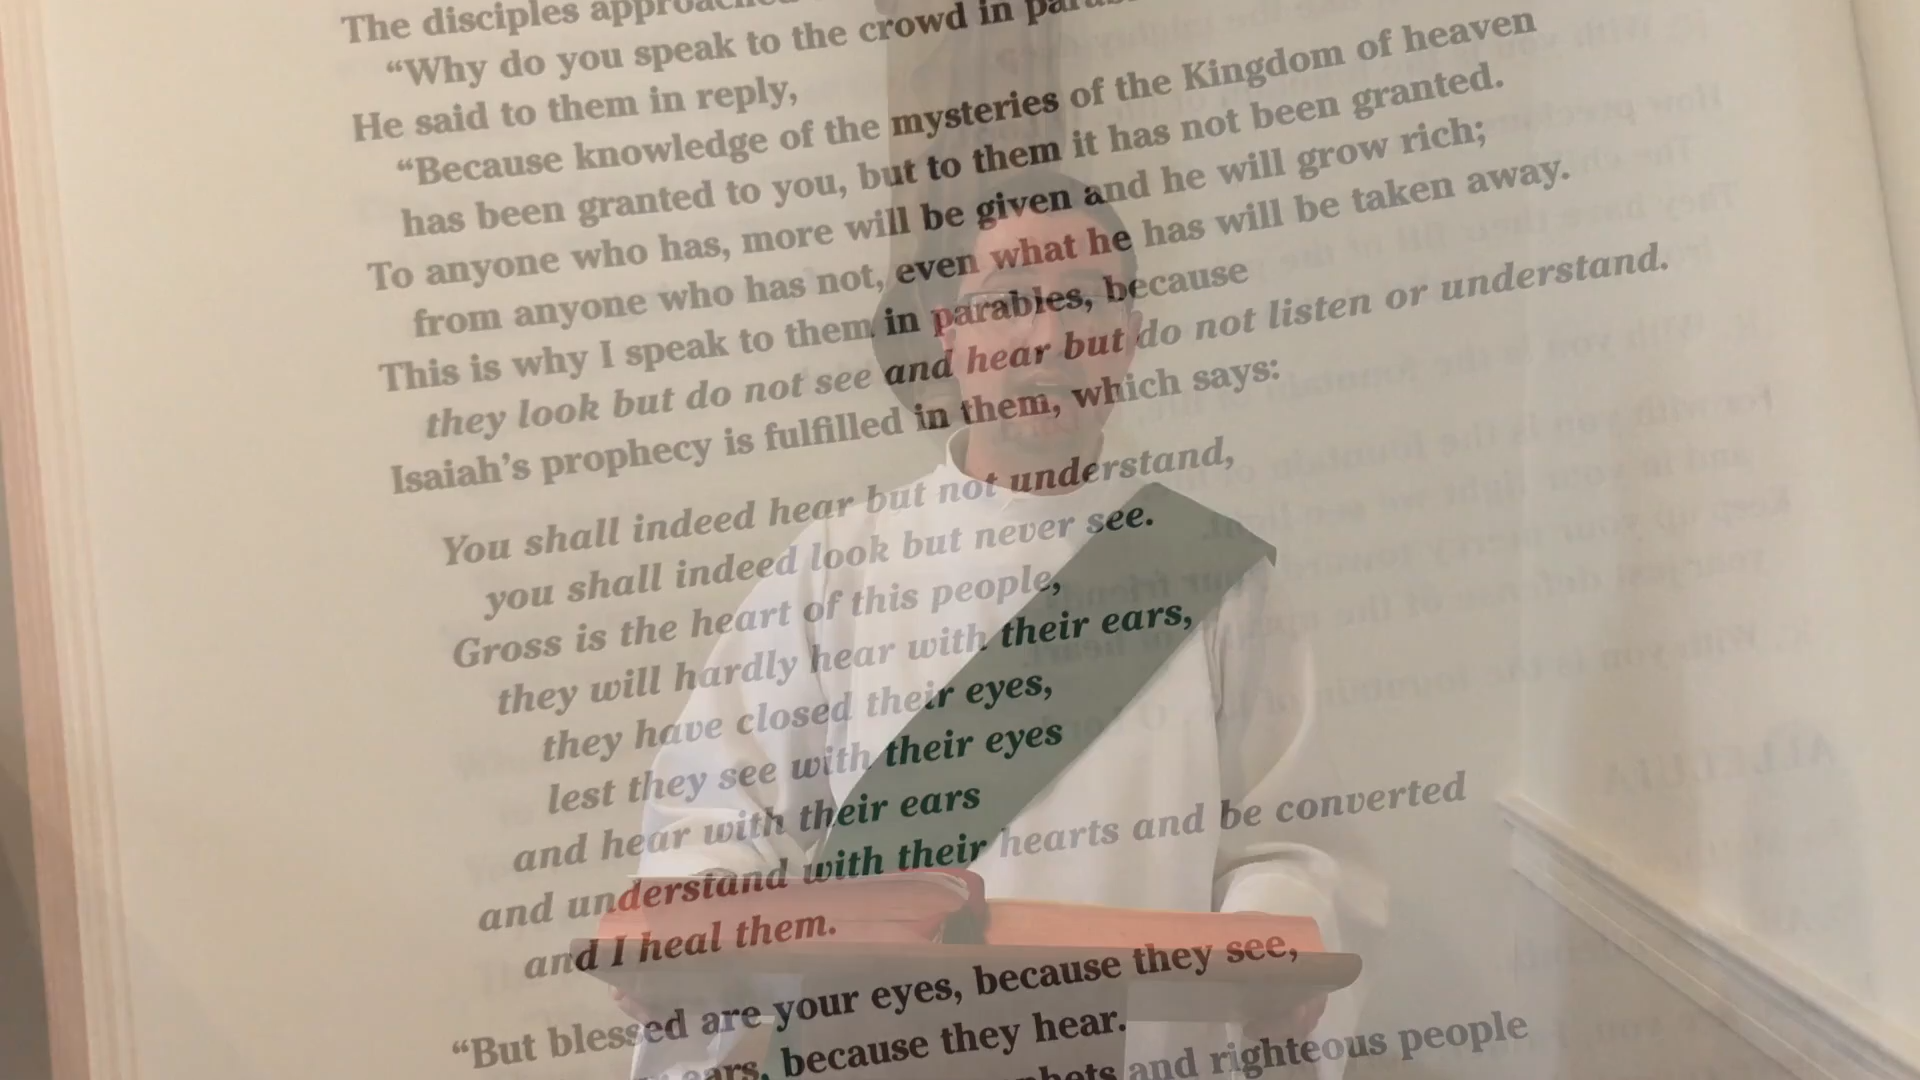 The disciples approached
“Why do you speak to the crowd in
He said to them in reply,
“Because knowledge of the mysteries of the Kingdom of heaven
has been granted to you, but to them it has not been granted.
To anyone who has, more will be given and he will grow rich;
from anyone who has not, even what he has will be taken away.
This is why I speak to them in parables, because
they look but do not see and hear but do not listen or understand.
Isaiah’s prophecy is fulfilled in them, which says:
You shall indeed hear but not understand,
you shall indeed look but never see.
Gross is the heart of this people,
they will hardly hear with their ears,
they have closed their eyes,
lest they see with their eyes
and hear with their ears
and understand with their hearts and be converted
and I heal them.
“But blessed are your eyes, because they see,
ears, because they hear.
and righteous people
ALLELUIA